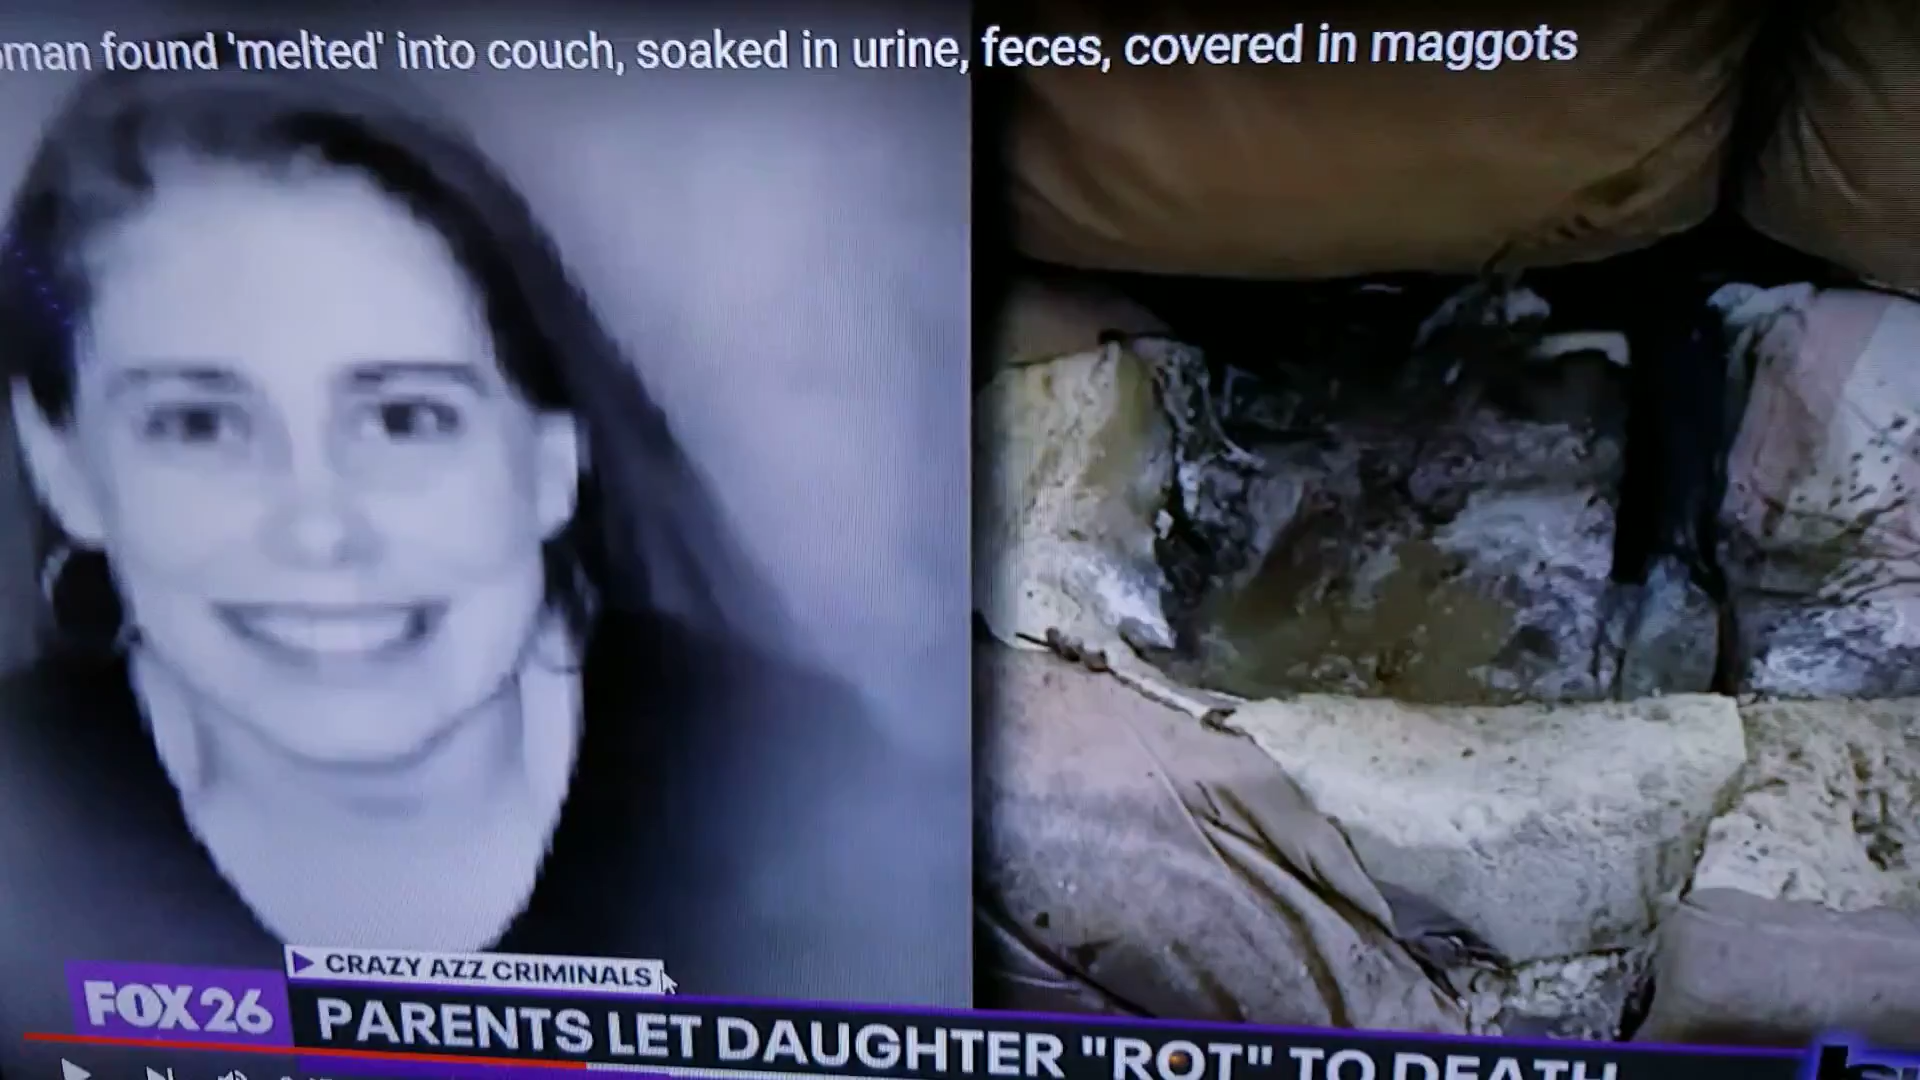 oman found 'melted' into couch, soaked in urine, feces, covered in maggots
CRAZY AZZ CRIMINALS
FOX 26
PARENTS LET DAUGHTER "ROT" TO DEATH